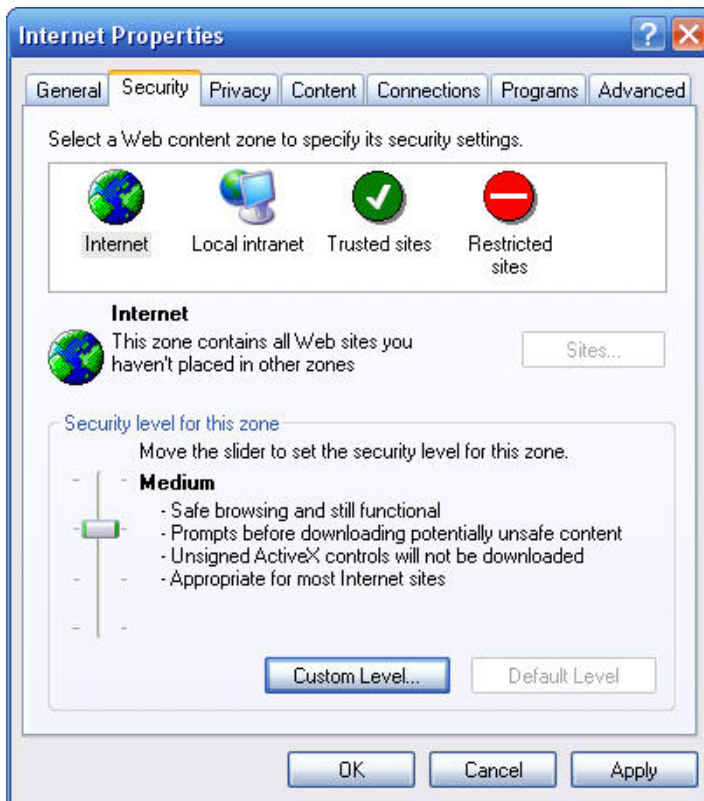 Internet Properties
General Security Privacy Content Connections Programs Advanced
Select a Web content zone to specify its security settings.
Internet Local intranet Trusted sites Restricted
sites
Internet
This zone contains all Web sites you
haven't placed in other zones
Sites...
Security level for this zone
Move the slider to set the security level for this zone.
Medium
- Safe browsing and still functional
- Prompts before downloading potentially unsafe content
- Unsigned ActiveX controls will not be downloaded
- Appropriate for most Internet sites
Custom Level... Default Level
OK Cancel Apply